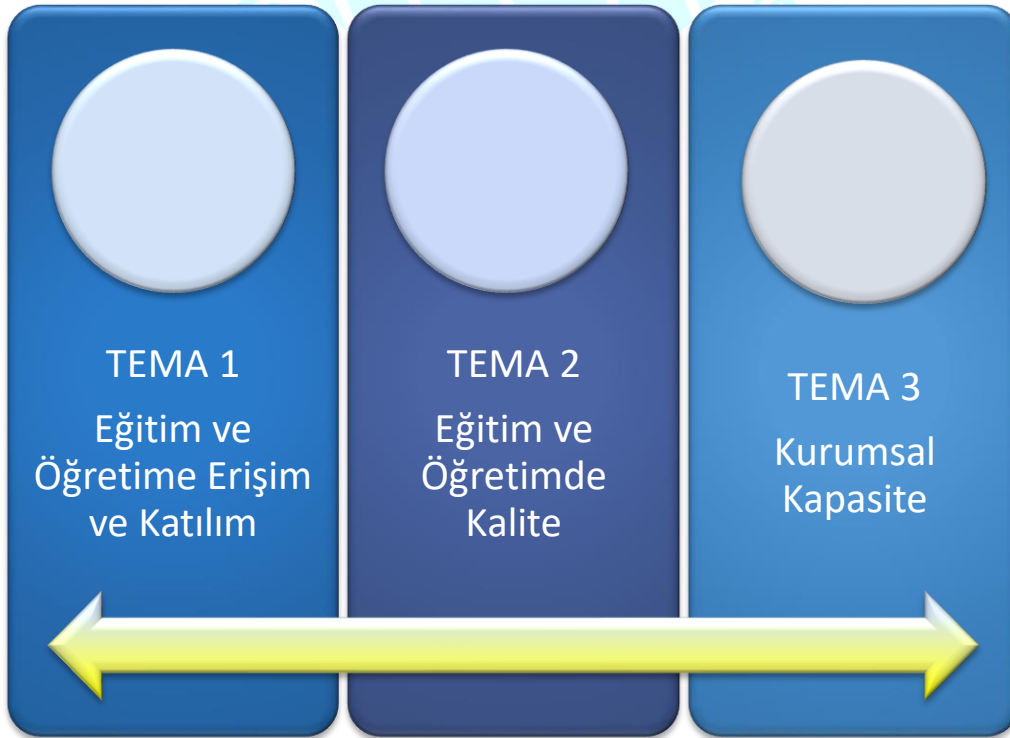 TEMA 1
Eğitim ve
Öğretime Erişim
ve Katılım
TEMA 2
Eğitim ve
Öğretimde
Kalite
TEMA 3
Kurumsal
Kapasite